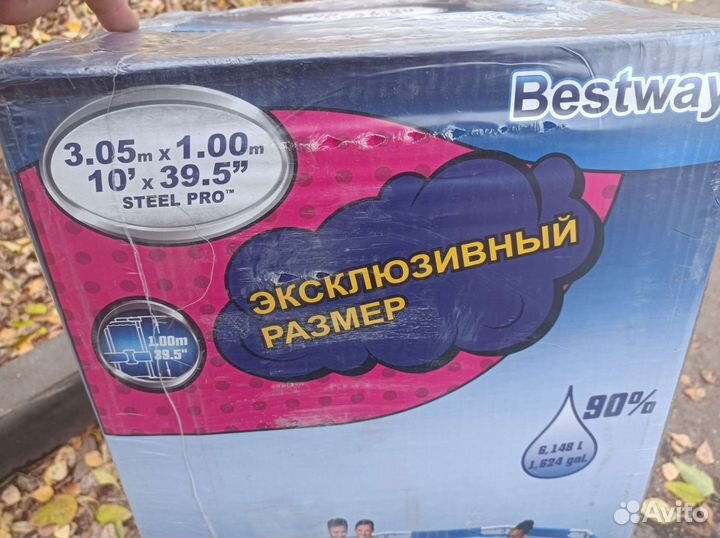 Bestway
3.05m x 1.00m
10' x 39.5"
STEEL PRO™
ЭКСКЛЮЗИВНЫЙ
РАЗМЕР
1.00m
39.5"
90%
6,148 L
1,624 gal.
Avito